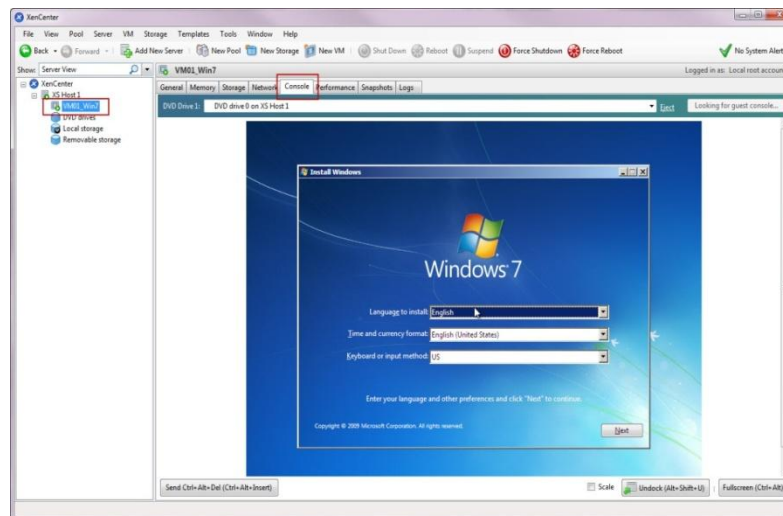 XenCenter
File View Pool Server VM Storage Templates Tools Window Help
Back Forward Add New Server New Pool New Storage New VM Shut Down Reboot Suspend Force Shutdown Force Reboot No System Alert
Show: Server View VM01_Win7 Logged in as: Local root accoun
XenCenter
XS Host 1
VM01_Win7
DVD drives
Local storage
Removable storage
General Memory Storage Network Console Performance Snapshots Logs
DVD Drive 1: DVD drive 0 on XS Host 1 Eject Looking for guest console...
Install Windows
Windows 7
Language to install: English
Time and currency format: English (United States)
Keyboard or input method: US
Enter your language and other preferences and click "Next" to continue.
Copyright © 2009 Microsoft Corporation. All rights reserved.
Next
Send Ctrl+Alt+Del (Ctrl+Alt+Insert) Scale Undock (Alt+Shift+U) Fullscreen (Ctrl+Alt)